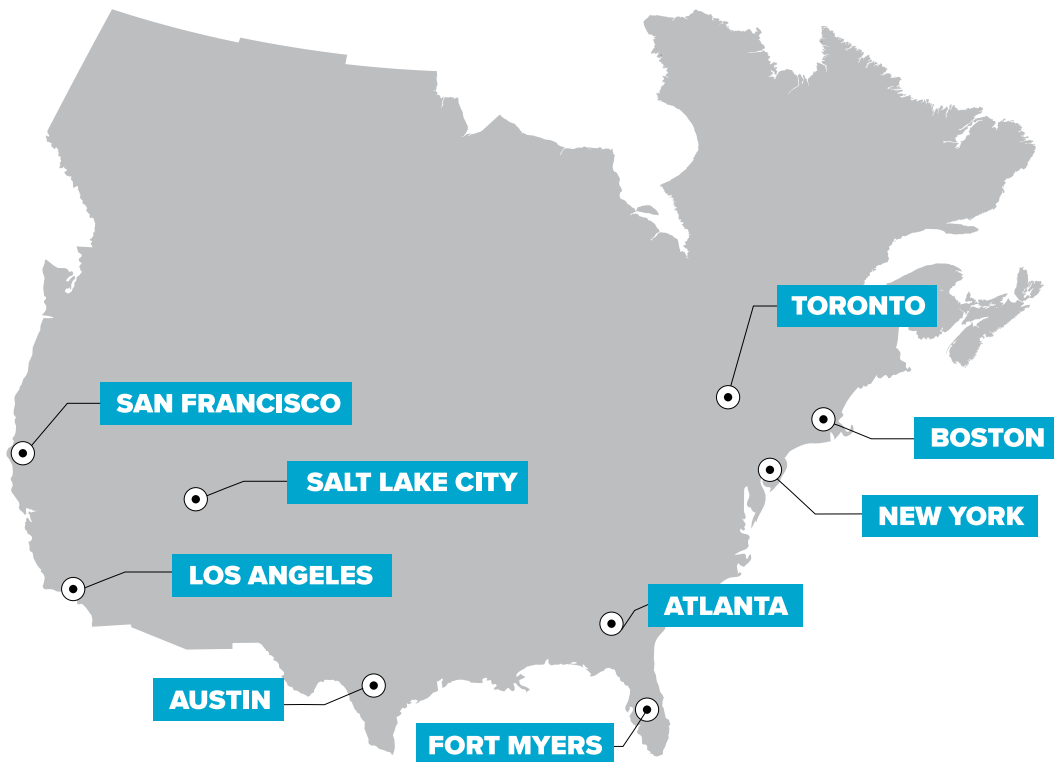 TORONTO
SAN FRANCISCO
BOSTON
SALT LAKE CITY
NEW YORK
LOS ANGELES
ATLANTA
AUSTIN
FORT MYERS